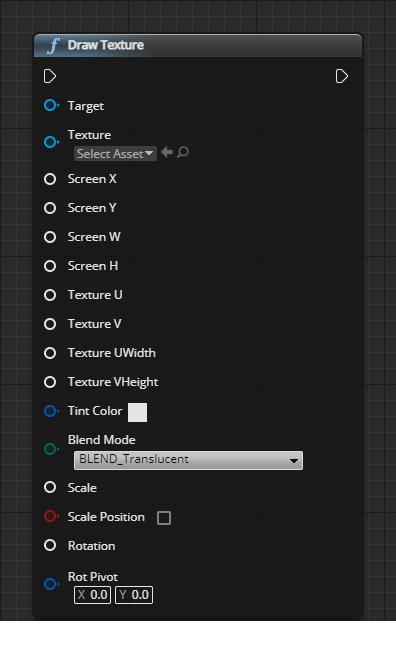 f Draw Texture
Target
Texture
Select Asset
Screen X
Screen Y
Screen W
Screen H
Texture U
Texture V
Texture UWidth
Texture VHeight
Tint Color
Blend Mode
BLEND_Translucent
Scale
Scale Position
Rotation
Rot Pivot
X 0.0 Y 0.0